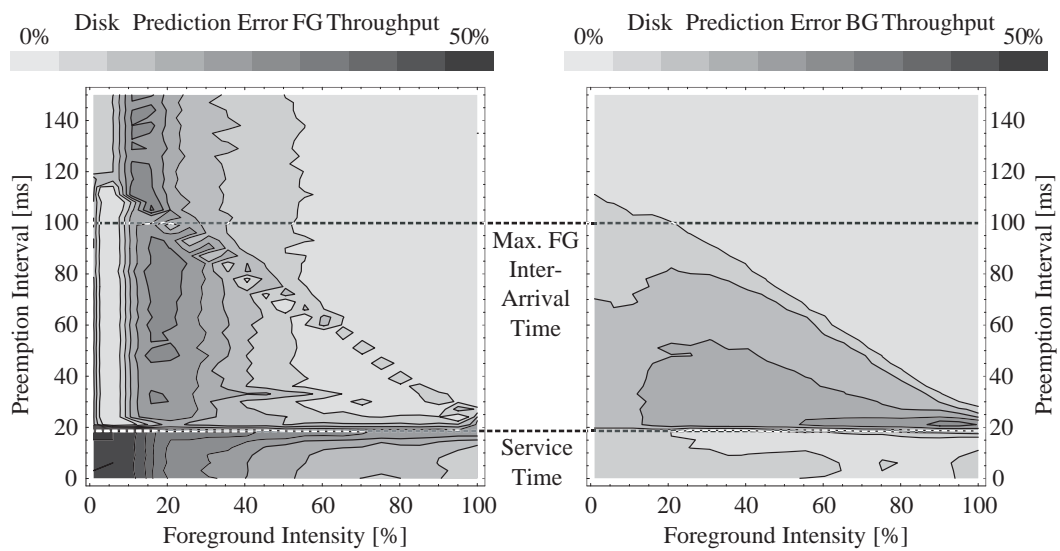 Disk Prediction Error FG Throughput
0% 50%
140
120
100
80
60
40
20
0
Preemption Interval [ms]
0 20 40 60 80 100
Foreground Intensity [%]
Max. FG
Inter-
Arrival
Time
Service
Time
Disk Prediction Error BG Throughput
0% 50%
140
120
100
80
60
40
20
0
Preemption Interval [ms]
0 20 40 60 80 100
Foreground Intensity [%]